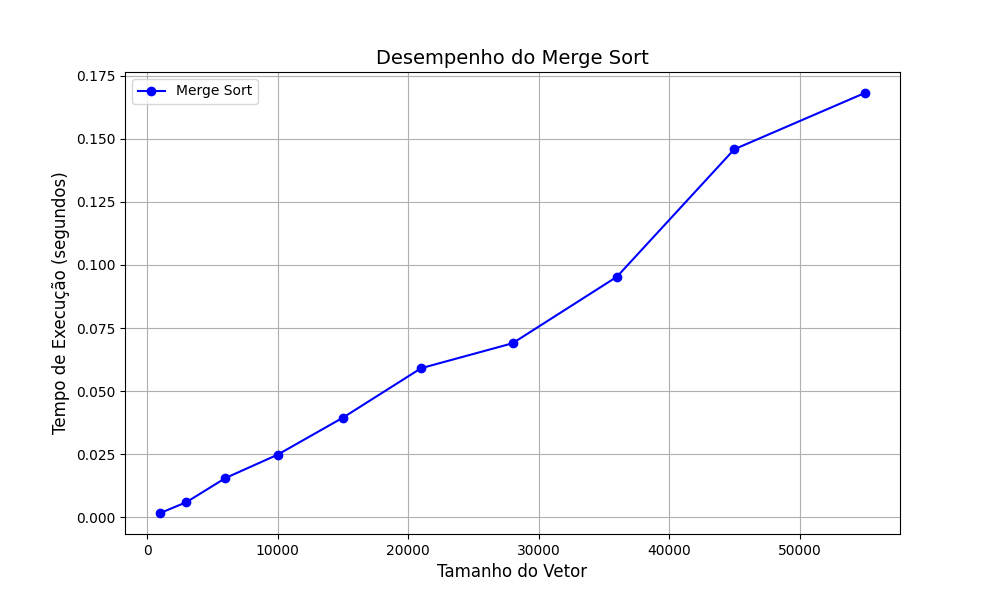 Desempenho do Merge Sort
Merge Sort
Tempo de Execução (segundos)
0.175
0.150
0.125
0.100
0.075
0.050
0.025
0.000
0 10000 20000 30000 40000 50000
Tamanho do Vetor